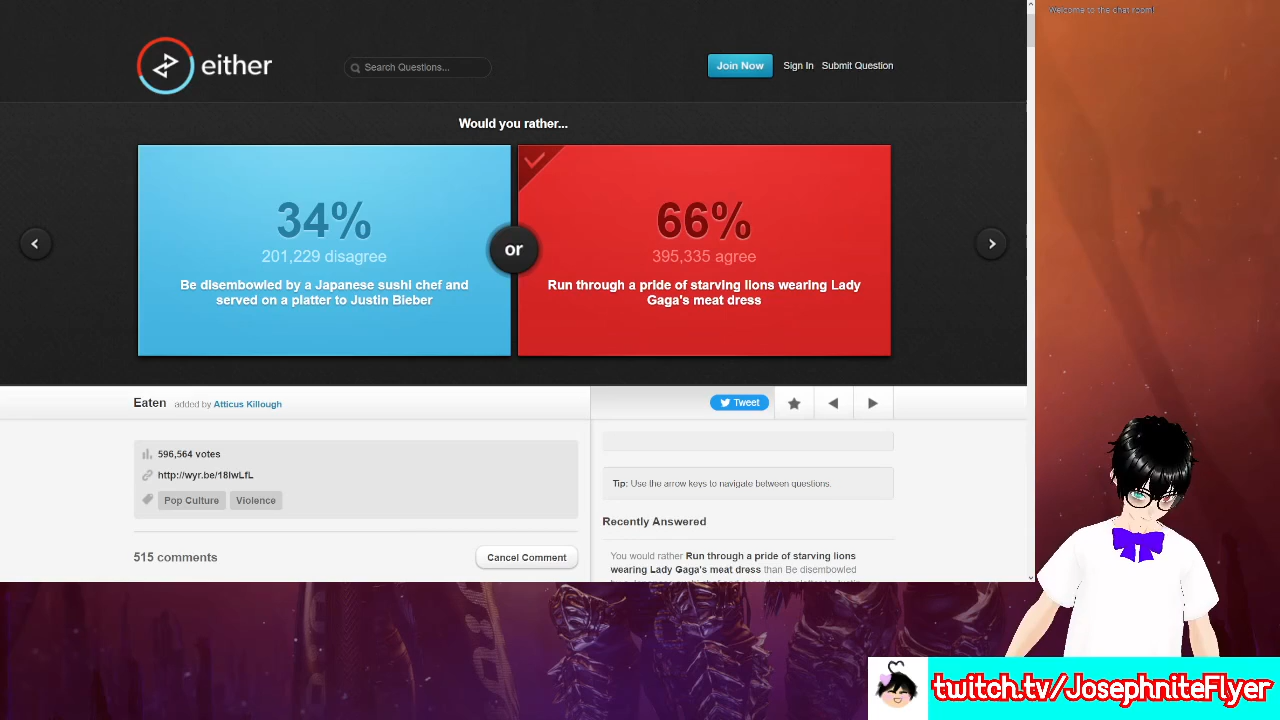 Welcome to the chat room!
either
Search Questions...
Join Now
Sign In
Submit Question
Would you rather...
34%
201,229 disagree
Be disembowled by a Japanese sushi chef and
served on a platter to Justin Bieber
or
66%
395,335 agree
Run through a pride of starving lions wearing Lady
Gaga's meat dress
Eaten added by Atticus Killough
Tweet
596,564 votes
http://wyr.be/18IwLfL
Pop Culture
Violence
515 comments
Cancel Comment
Tip: Use the arrow keys to navigate between questions.
Recently Answered
You would rather Run through a pride of starving lions
wearing Lady Gaga's meat dress than Be disembowled
twitch.tv/JosephniteFlyer